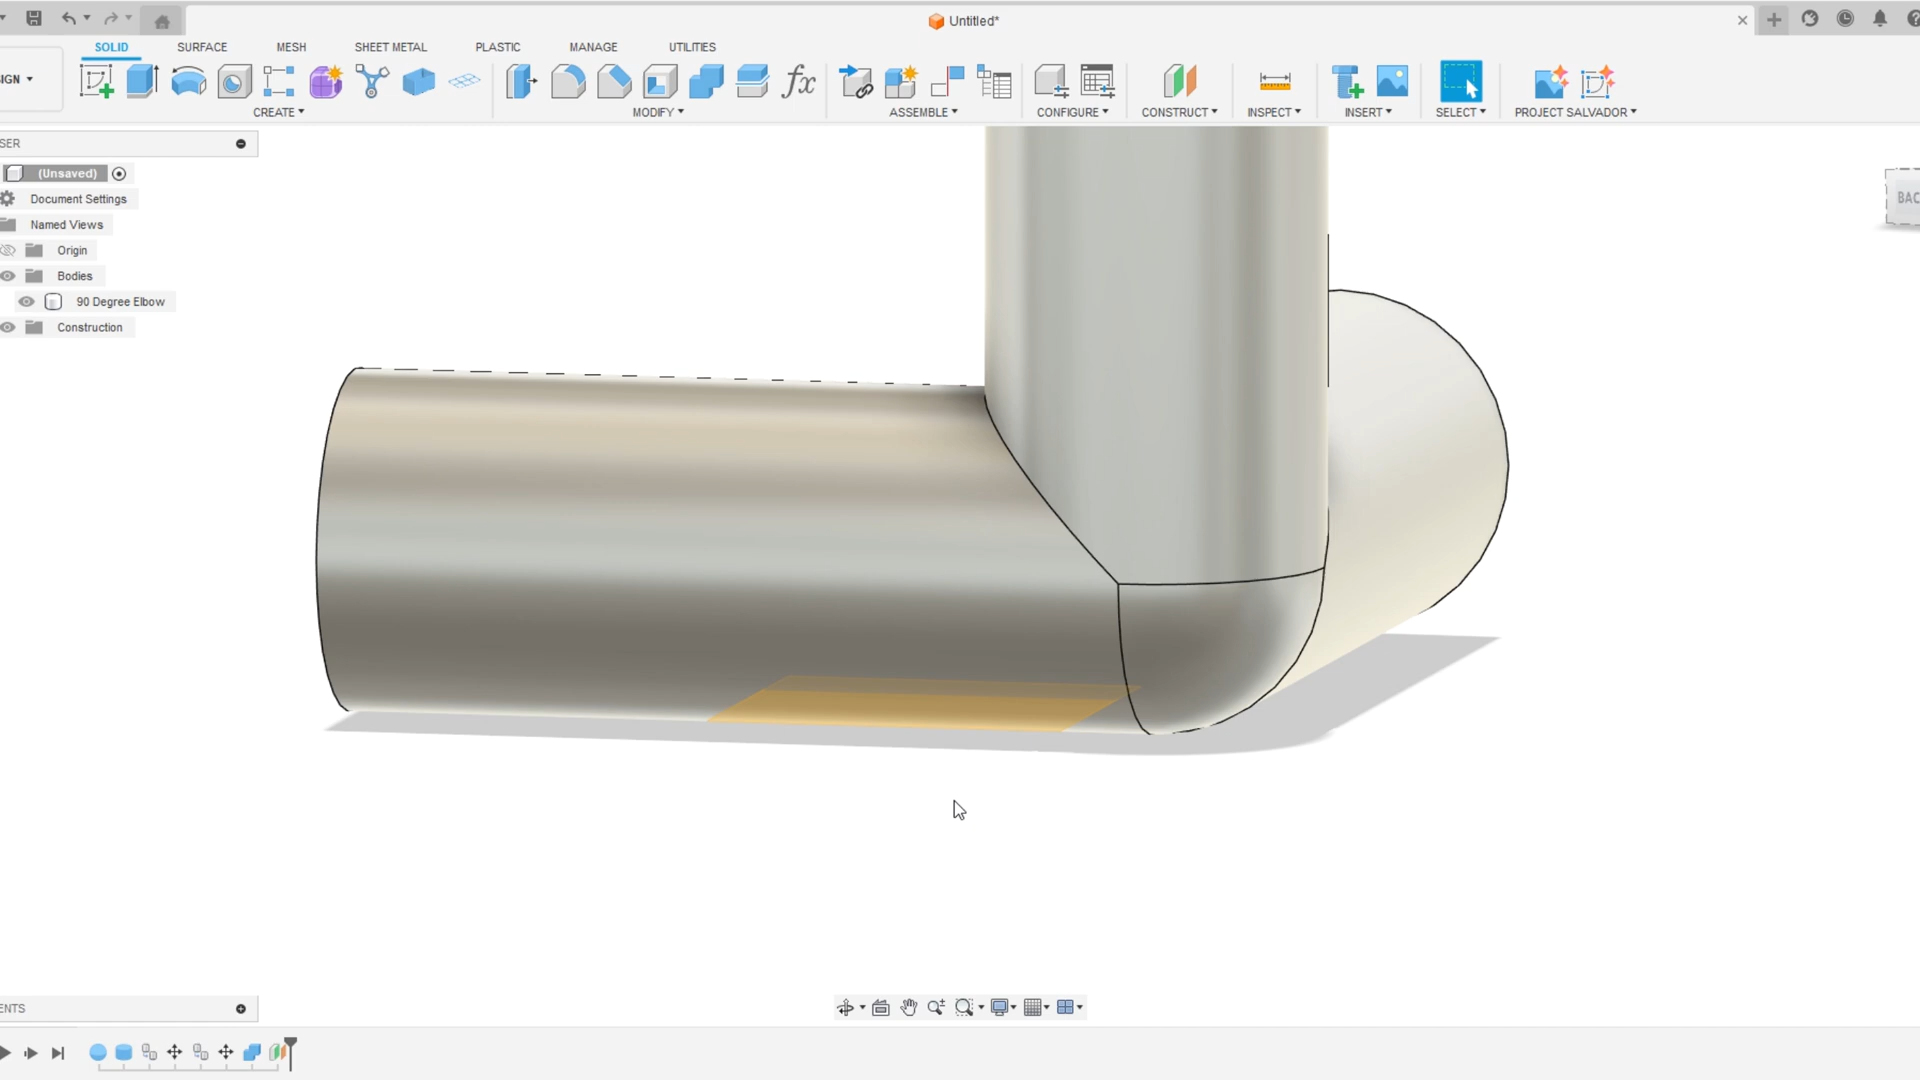 Untitled*
SOLID SURFACE MESH SHEET METAL PLASTIC MANAGE UTILITIES
IGN
fx
CREATE MODIFY ASSEMBLE CONFIGURE CONSTRUCT INSPECT INSERT SELECT PROJECT SALVADOR
SER
(Unsaved)
Document Settings
Named Views
Origin
Bodies
90 Degree Elbow
Construction
BAC
ENTS